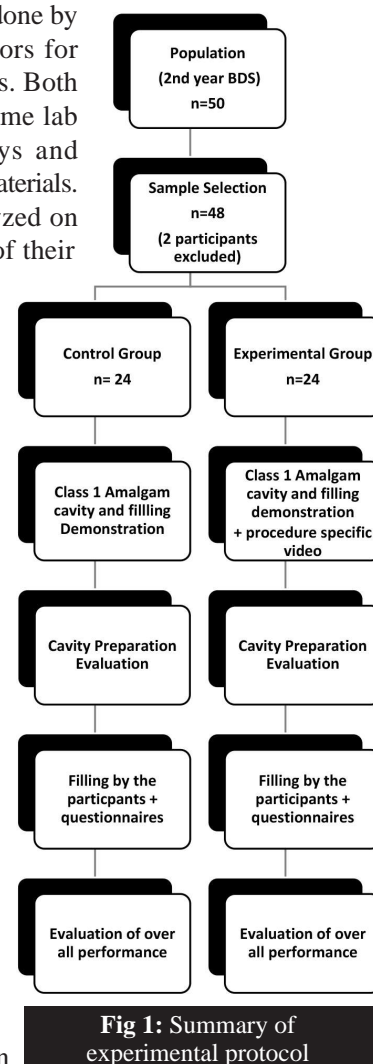 done by
ors for
s. Both
me lab
ys and
aterials.
yzed on
of their
Population
(2nd year BDS)
n=50
Sample Selection
n=48
(2 participants
excluded)
Control Group
n= 24
Experimental Group
n=24
Class 1 Amalgam
cavity and fillling
Demonstration
Class 1 Amalgam
cavity and filling
demonstration
+ procedure specific
video
Cavity Preparation
Evaluation
Cavity Preparation
Evaluation
Filling by the
particpants +
questionnaires
Filling by the
participants +
questionnaires
Evaluation of over
all performance
Evaluation of over
all performance
n
Fig 1: Summary of
experimental protocol